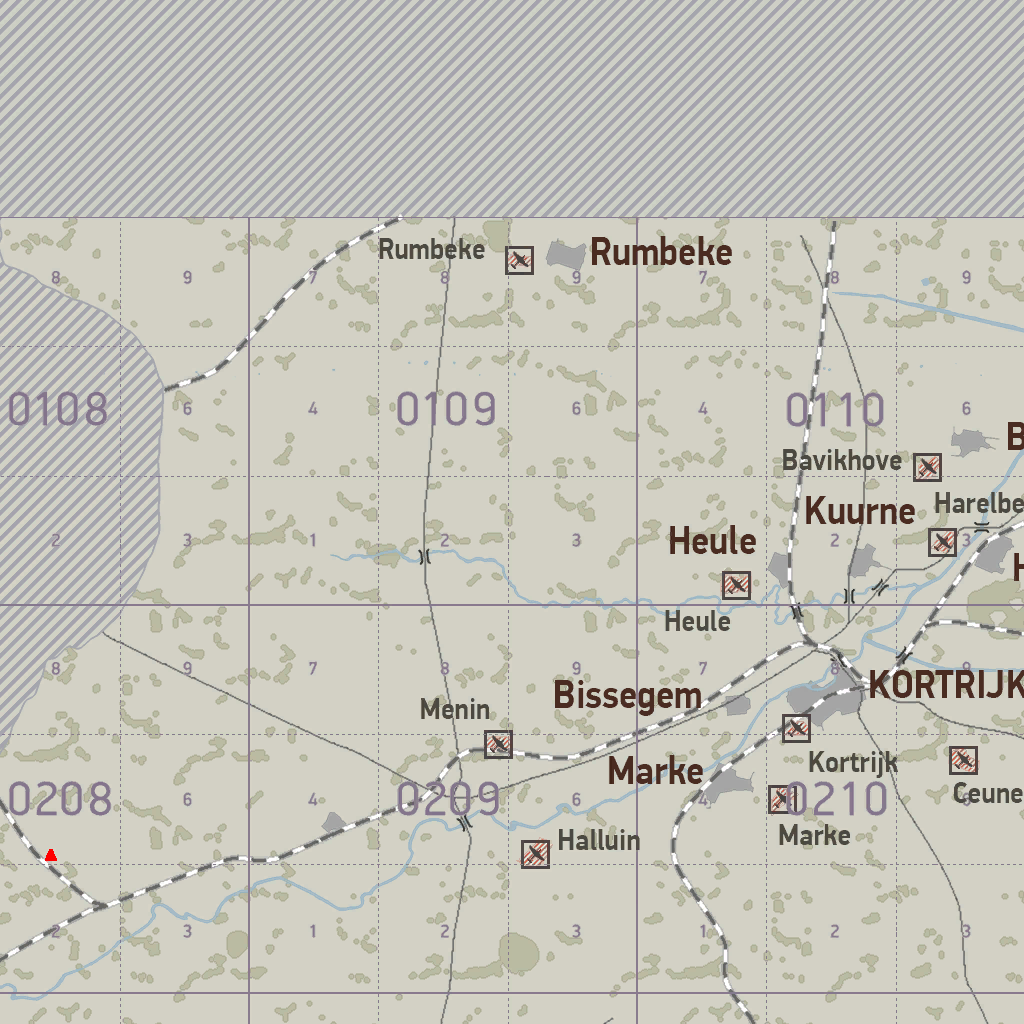 Rumbeke
Rumbeke
8 9 7 8 9 7 8 9
0108 6 4 0109 6 4 0110 6
B
Bavikhove
Kuurne
Harelbe
2 3 1 2 3 2 3
Heule
H
Heule
8 9 7 8 9 7 8 9
Bissegem
KORTRIJK
Menin
Marke
Kortrijk
Ceune
0208 6 4 0209 6 4 0210 6
Marke
Halluin
2 3 1 2 3 1 2 3